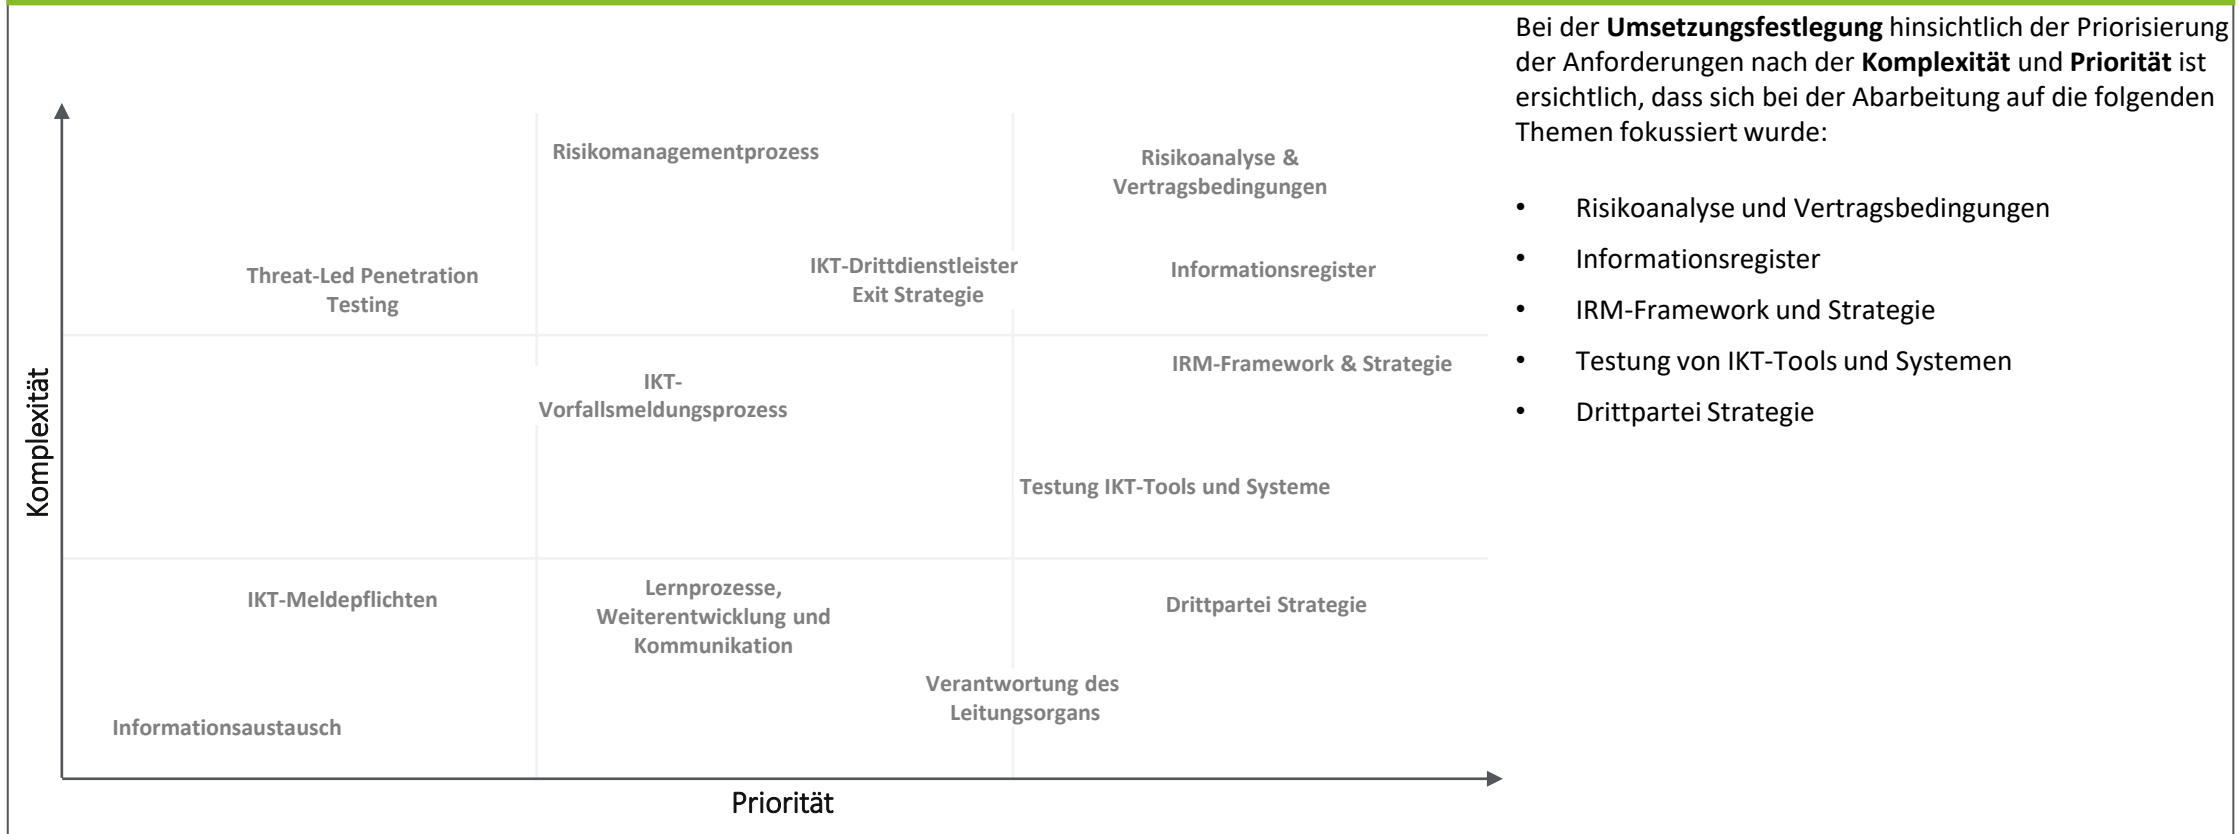 Bei der Umsetzungsfestlegung hinsichtlich der Priorisierung
der Anforderungen nach der Komplexität und Priorität ist
ersichtlich, dass sich bei der Abarbeitung auf die folgenden
Themen fokussiert wurde:
• Risikoanalyse und Vertragsbedingungen
• Informationsregister
• IRM-Framework und Strategie
• Testung von IKT-Tools und Systemen
• Drittpartei Strategie
Komplexität
Risikomanagementprozess
Risikoanalyse &
Vertragsbedingungen
Threat-Led Penetration
Testing
IKT-Drittdienstleister
Exit Strategie
Informationsregister
IKT-
Vorfallsmeldungsprozess
IRM-Framework & Strategie
Testung IKT-Tools und Systeme
IKT-Meldepflichten
Lernprozesse,
Weiterentwicklung und
Kommunikation
Drittpartei Strategie
Verantwortung des
Leitungsorgans
Informationsaustausch
Priorität